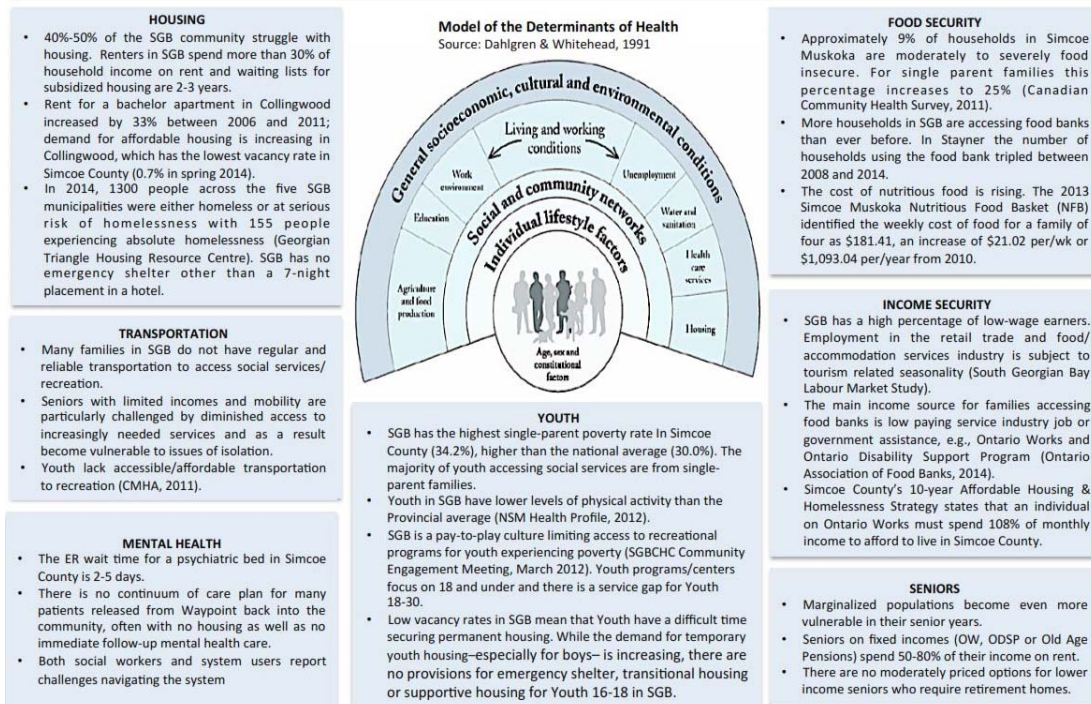 HOUSING
• 40%-50% of the SGB community struggle with
housing. Renters in SGB spend more than 30% of
household income on rent and waiting lists for
subsidized housing are 2-3 years.
• Rent for a bachelor apartment in Collingwood
increased by 33% between 2006 and 2011;
demand for affordable housing is increasing in
Collingwood, which has the lowest vacancy rate in
Simcoe County (0.7% in spring 2014).
• In 2014, 1300 people across the five SGB
municipalities were either homeless or at serious
risk of homelessness with 155 people
experiencing absolute homelessness (Georgian
Triangle Housing Resource Centre). SGB has no
emergency shelter other than a 7-night
placement in a hotel.
TRANSPORTATION
• Many families in SGB do not have regular and
reliable transportation to access social services/
recreation.
• Seniors with limited incomes and mobility are
particularly challenged by diminished access to
increasingly needed services and as a result
become vulnerable to issues of isolation.
• Youth lack accessible/affordable transportation
to recreation (CMHA, 2011).
MENTAL HEALTH
• The ER wait time for a psychiatric bed in Simcoe
County is 2-5 days.
• There is no continuum of care plan for many
patients released from Waypoint back into the
community, often with no housing as well as no
immediate follow-up mental health care.
• Both social workers and system users report
challenges navigating the system
Model of the Determinants of Health
Source: Dahlgren & Whitehead, 1991
General socioeconomic, cultural and environmental conditions
Living and working
conditions
Work
environment
Unemployment
Education
Water and
sanitation
Social and community networks
Individual lifestyle factors
Agriculture
and food
production
Health
care
services
Housing
Age, sex and
constitutional
factors
YOUTH
• SGB has the highest single-parent poverty rate In Simcoe
County (34.2%), higher than the national average (30.0%). The
majority of youth accessing social services are from single-
parent families.
• Youth in SGB have lower levels of physical activity than the
Provincial average (NSM Health Profile, 2012).
• SGB is a pay-to-play culture limiting access to recreational
programs for youth experiencing poverty (SGBCHC Community
Engagement Meeting, March 2012). Youth programs/centers
focus on 18 and under and there is a service gap for Youth
18-30.
• Low vacancy rates in SGB mean that Youth have a difficult time
securing permanent housing. While the demand for temporary
youth housing–especially for boys– is increasing, there are
no provisions for emergency shelter, transitional housing
or supportive housing for Youth 16-18 in SGB.
FOOD SECURITY
• Approximately 9% of households in Simcoe
Muskoka are moderately to severely food
insecure. For single parent families this
percentage increases to 25% (Canadian
Community Health Survey, 2011).
• More households in SGB are accessing food banks
than ever before. In Stayner the number of
households using the food bank tripled between
2008 and 2014.
• The cost of nutritious food is rising. The 2013
Simcoe Muskoka Nutritious Food Basket (NFB)
identified the weekly cost of food for a family of
four as $181.41, an increase of $21.02 per/wk or
$1,093.04 per/year from 2010.
INCOME SECURITY
• SGB has a high percentage of low-wage earners.
Employment in the retail trade and food/
accommodation services industry is subject to
tourism related seasonality (South Georgian Bay
Labour Market Study).
• The main income source for families accessing
food banks is low paying service industry job or
government assistance, e.g., Ontario Works and
Ontario Disability Support Program (Ontario
Association of Food Banks, 2014).
• Simcoe County's 10-year Affordable Housing &
Homelessness Strategy states that an individual
on Ontario Works must spend 108% of monthly
income to afford to live in Simcoe County.
SENIORS
• Marginalized populations become even more
vulnerable in their senior years.
• Seniors on fixed incomes (OW, ODSP or Old Age
Pensions) spend 50-80% of their income on rent.
• There are no moderately priced options for lower
income seniors who require retirement homes.